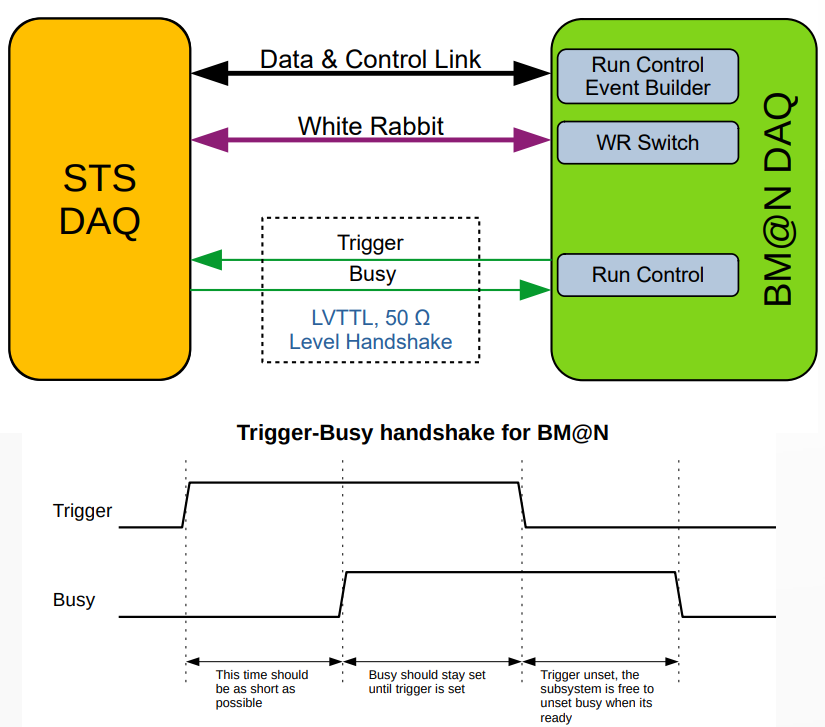 Data & Control Link
White Rabbit
STS
DAQ
Trigger
Busy
LVTTL, 50 Ω
Level Handshake
Run Control
Event Builder
WR Switch
Run Control
BM@N DAQ
Trigger-Busy handshake for BM@N
Trigger
Busy
This time should
be as short as
possible
Busy should stay set
until trigger is set
Trigger unset, the
subsystem is free to
unset busy when its
ready